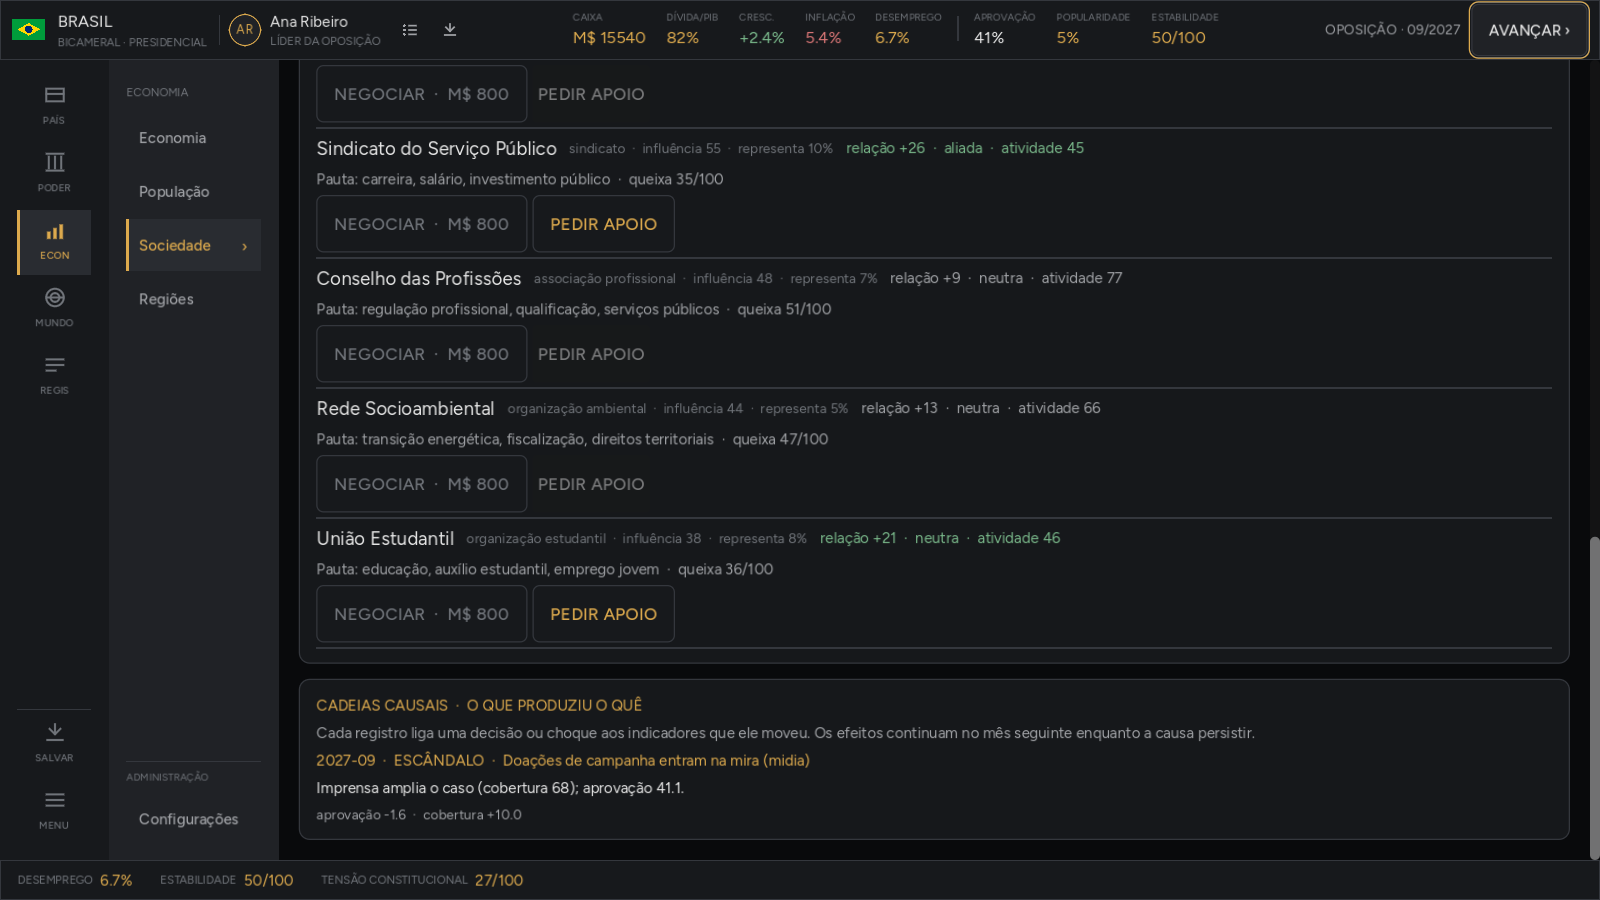 BRASIL
BICAMERAL · PRESIDENCIAL
AR
Ana Ribeiro
LÍDER DA OPOSIÇÃO
CAIXA
M$ 15540
DÍVIDA/PIB
82%
CRESC.
+2.4%
INFLAÇÃO
5.4%
DESEMPREGO
6.7%
APROVAÇÃO
41%
POPULARIDADE
5%
ESTABILIDADE
50/100
OPOSIÇÃO · 09/2027
AVANÇAR ›
PAÍS
PODER
ECON
MUNDO
REGIS
SALVAR
MENU
ECONOMIA
Economia
População
Sociedade ›
Regiões
ADMINISTRAÇÃO
Configurações
NEGOCIAR · M$ 800 PEDIR APOIO
Sindicato do Serviço Público sindicato · influência 55 · representa 10% relação +26 · aliada · atividade 45
Pauta: carreira, salário, investimento público · queixa 35/100
NEGOCIAR · M$ 800 PEDIR APOIO
Conselho das Profissões associação profissional · influência 48 · representa 7% relação +9 · neutra · atividade 77
Pauta: regulação profissional, qualificação, serviços públicos · queixa 51/100
NEGOCIAR · M$ 800 PEDIR APOIO
Rede Socioambiental organização ambiental · influência 44 · representa 5% relação +13 · neutra · atividade 66
Pauta: transição energética, fiscalização, direitos territoriais · queixa 47/100
NEGOCIAR · M$ 800 PEDIR APOIO
União Estudantil organização estudantil · influência 38 · representa 8% relação +21 · neutra · atividade 46
Pauta: educação, auxílio estudantil, emprego jovem · queixa 36/100
NEGOCIAR · M$ 800 PEDIR APOIO
CADEIAS CAUSAIS · O QUE PRODUZIU O QUÊ
Cada registro liga uma decisão ou choque aos indicadores que ele moveu. Os efeitos continuam no mês seguinte enquanto a causa persistir.
2027-09 · ESCÂNDALO · Doações de campanha entram na mira (midia)
Imprensa amplia o caso (cobertura 68); aprovação 41.1.
aprovação -1.6 · cobertura +10.0
DESEMPREGO 6.7% ESTABILIDADE 50/100 TENSÃO CONSTITUCIONAL 27/100